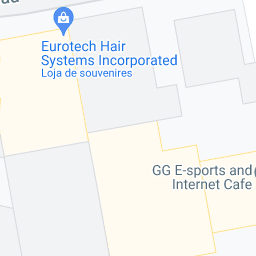 Eurotech Hair
Systems Incorporated
Loja de souvenires
GG E-sports and
Internet Cafe